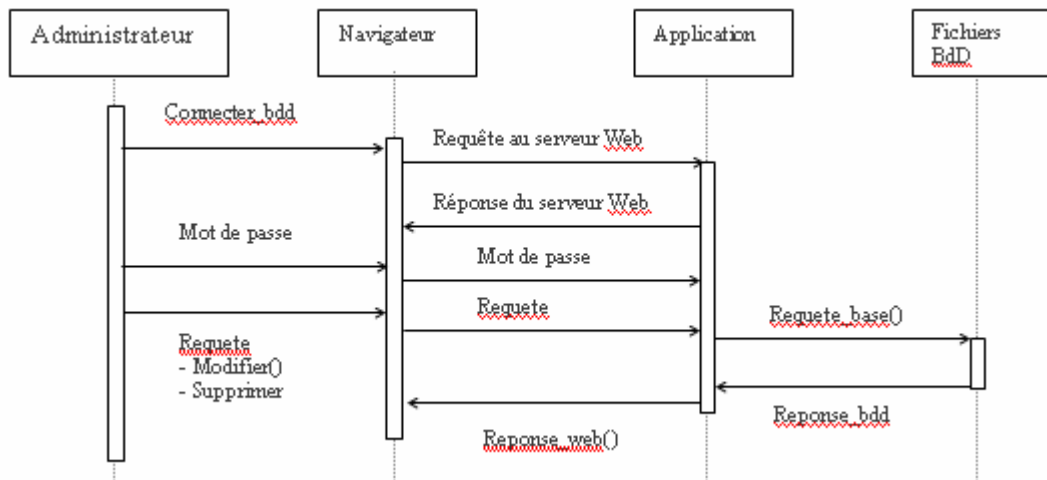 Administrateur
Navigateur
Application
Fichiers
BdD
Connecter_bdd
Requête au serveur Web
Réponse du serveur Web
Mot de passe
Mot de passe
Requete
Requete_base()
Requete
- Modifier()
- Supprimer
Reponse_bdd
Reponse_web()